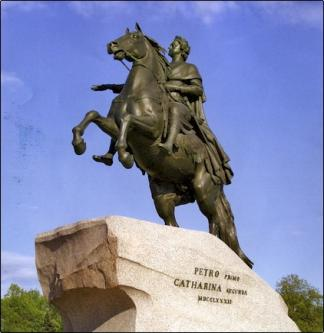 PETRO PRIMO
CATHARINA SECUNDA
MDCCLXXXII